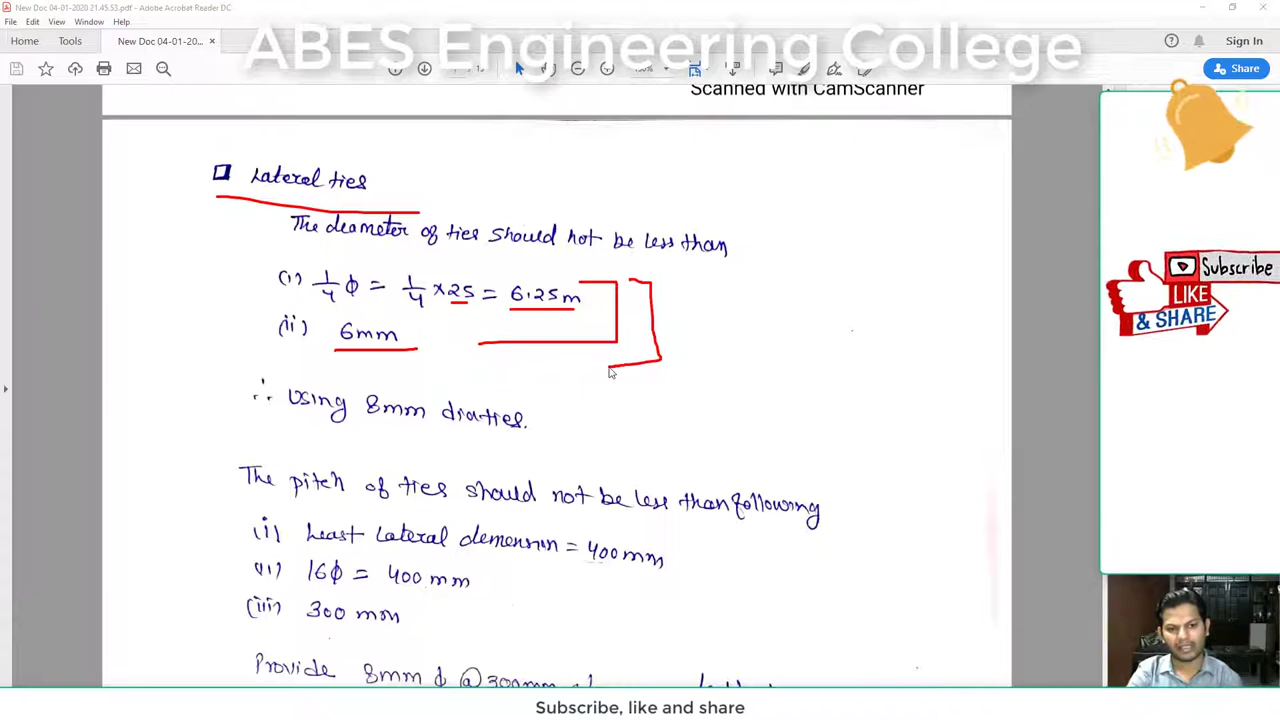 New Doc 04-01-2020 21.45.53.pdf - Adobe Acrobat Reader DC
File Edit View Window Help
Home Tools New Doc 04-01-20... × Sign In
ABES Engineering College
Share
Scanned with CamScanner
Lateral ties
The deameter of ties should not be less than
(i) 1/4 ϕ = 1/4 × 25 = 6.25m
(ii) 6mm
∴ Using 8mm dia ties.
The pitch of ties should not be less than following
(i) Least Lateral demension = 400 mm
(ii) 16ϕ = 400 mm
(iii) 300 mm
Provide 8mm ϕ @ 300mm
Subscribe
LIKE
& SHARE
Subscribe, like and share